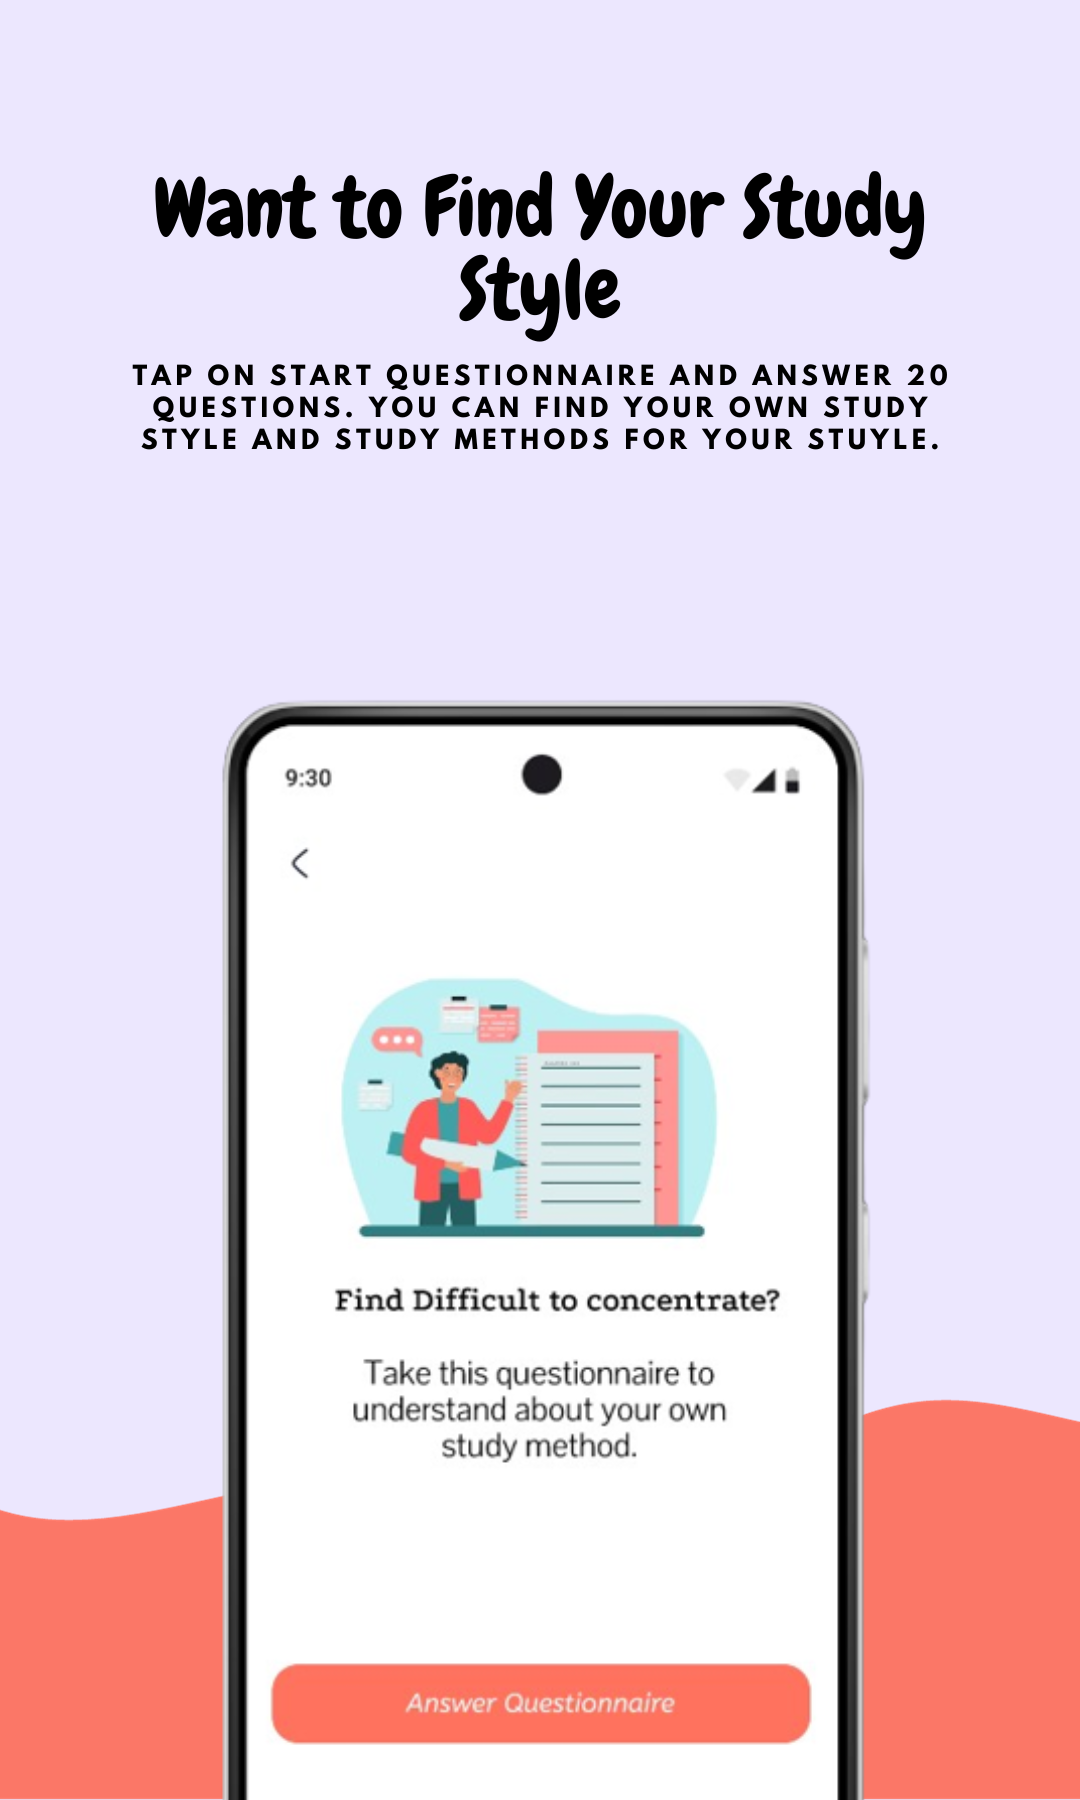 Want to Find Your Study
Style
TAP ON START QUESTIONNAIRE AND ANSWER 20
QUESTIONS. YOU CAN FIND YOUR OWN STUDY
STYLE AND STUDY METHODS FOR YOUR STUYLE.
9:30
Find Difficult to concentrate?
Take this questionnaire to
understand about your own
study method.
Answer Questionnaire